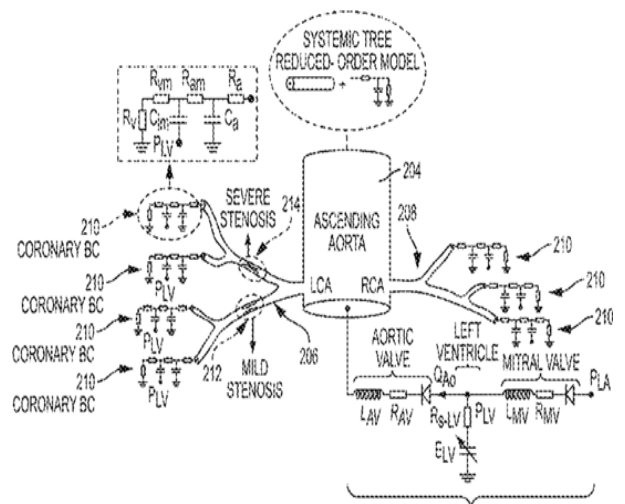 SYSTEMIC TREE
REDUCED- ORDER MODEL
+
Rvm Ram Ra
Rv Cim Ca
PLV
204
SEVERE
STENOSIS
214
208
210
CORONARY BC
ASCENDING
AORTA
LCA RCA
210
CORONARY BC
PLV
210
CORONARY BC
PLV
210
CORONARY BC
PLV
212
MILD
STENOSIS
206
210
210
210
AORTIC
VALVE
LEFT
VENTRICLE
MITRAL VALVE
QAo
PLA
LAV RAV
RS-LV
PLV
LMV RMV
ELV